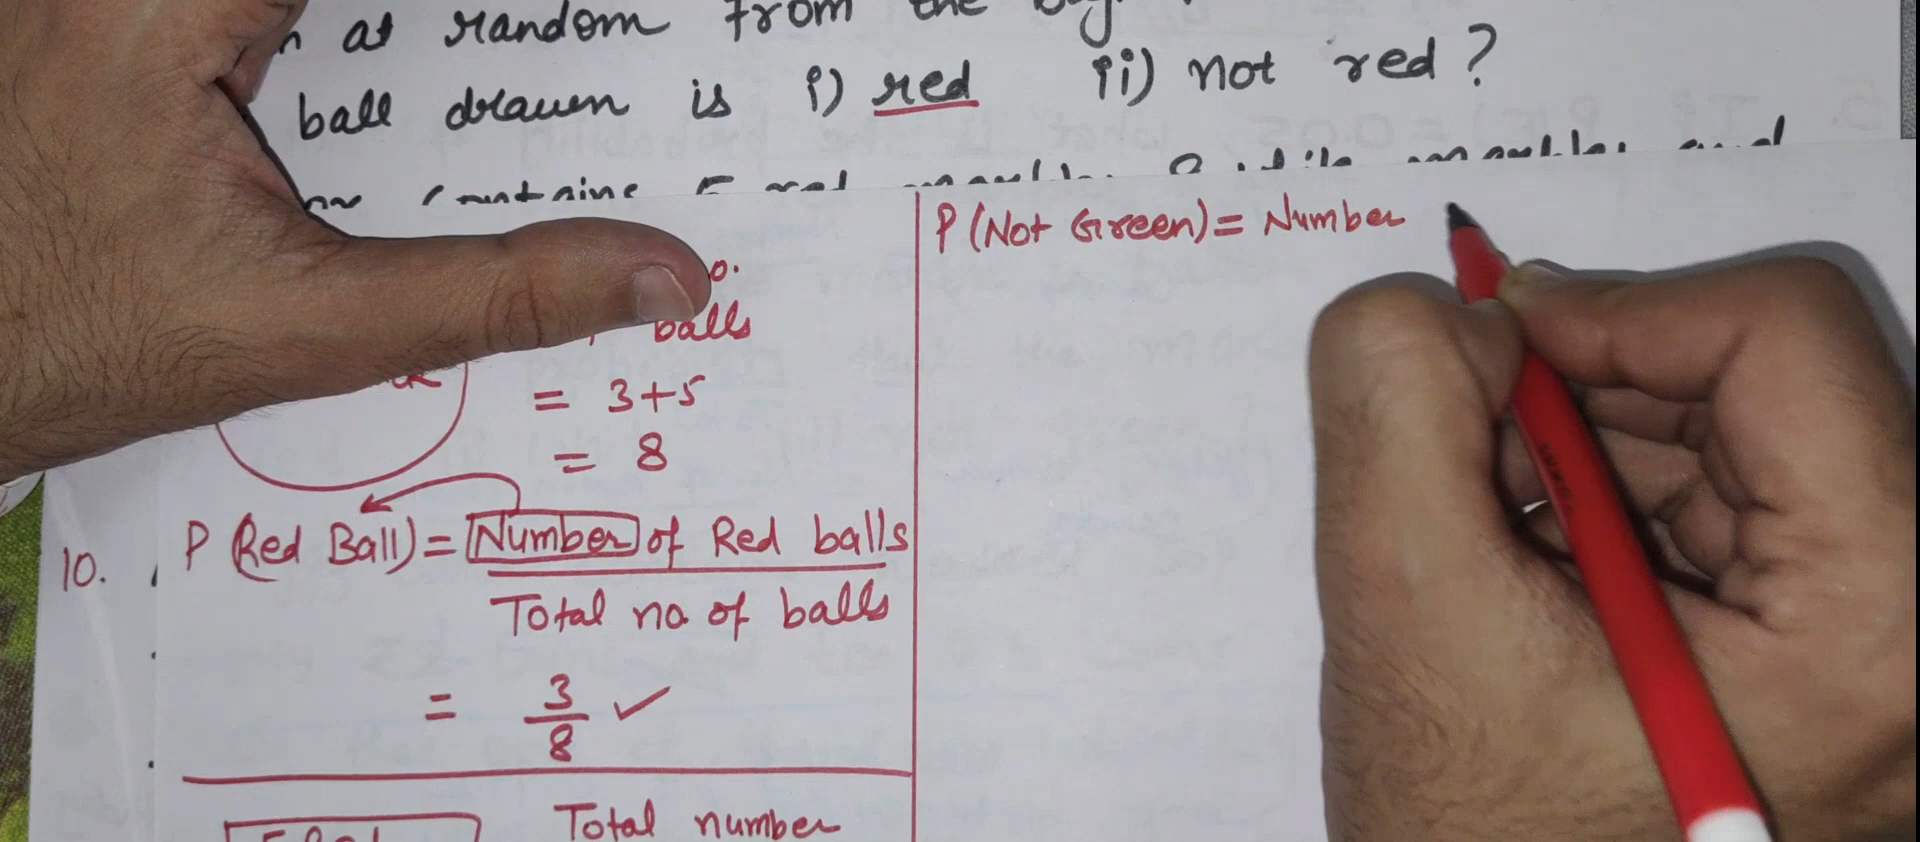 at random from the
ball drawn is i) red ii) not red ?
P (Not Green) = Number
balls
= 3+5
= 8
10.
P (Red Ball) = Number of Red balls
Total no. of balls
= 3
8 ✓
Total number